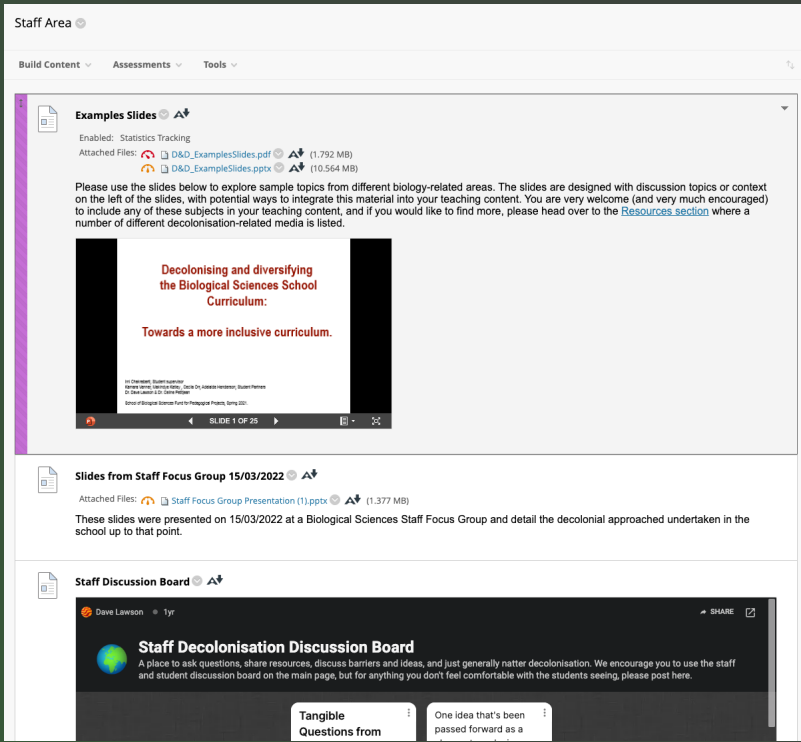 Staff Area
Build Content
Assessments
Tools
Examples Slides
Enabled: Statistics Tracking
Attached Files: D&D_ExamplesSlides.pdf (1.792 MB)
D&D_ExampleSlides.pptx (10.564 MB)
Please use the slides below to explore sample topics from different biology-related areas. The slides are designed with discussion topics or context
on the left of the slides, with potential ways to integrate this material into your teaching content. You are very welcome (and very much encouraged)
to include any of these subjects in your teaching content, and if you would like to find more, please head over to the Resources section where a
number of different decolonisation-related media is listed.
Decolonising and diversifying
the Biological Sciences School
Curriculum:
Towards a more inclusive curriculum.
Student supervisor
Adelaide Henderson, Student Partners
Dr. Dave Lawson & Dr. Celine Petitjean
School of Biological Sciences Fund for Pedagogical Projects, Spring 2021.
SLIDE 1 OF 25
Slides from Staff Focus Group 15/03/2022
Attached Files: Staff Focus Group Presentation (1).pptx (1.377 MB)
These slides were presented on 15/03/2022 at a Biological Sciences Staff Focus Group and detail the decolonial approached undertaken in the
school up to that point.
Staff Discussion Board
Dave Lawson 1yr
SHARE
Staff Decolonisation Discussion Board
A place to ask questions, share resources, discuss barriers and ideas, and just generally natter decolonisation. We encourage you to use the staff
and student discussion board on the main page, but for anything you don't feel comfortable with the students seeing, please post here.
Tangible
Questions from
One idea that's been
passed forward as a